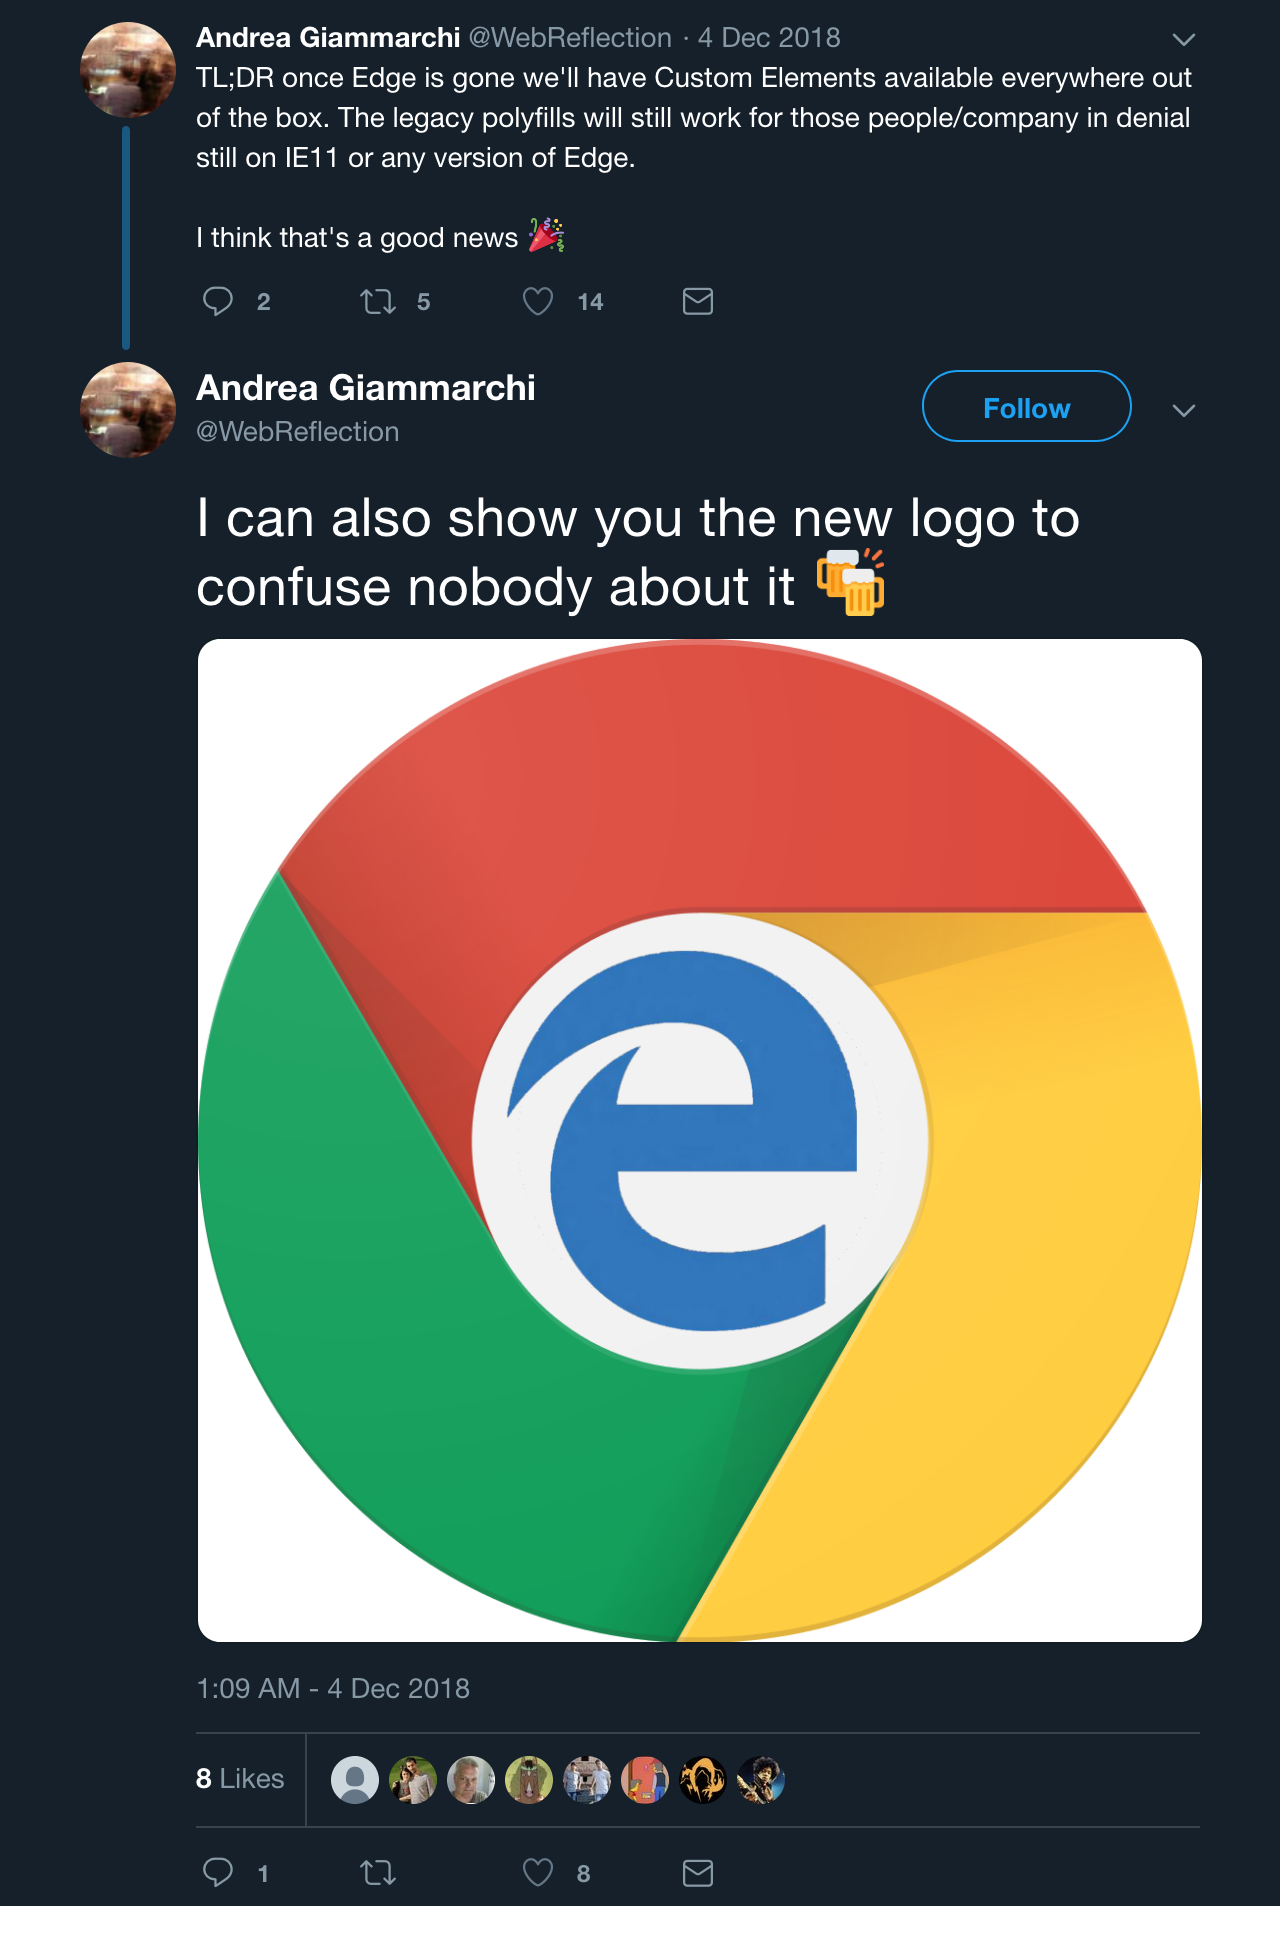 Andrea Giammarchi @WebReflection · 4 Dec 2018
TL;DR once Edge is gone we'll have Custom Elements available everywhere out
of the box. The legacy polyfills will still work for those people/company in denial
still on IE11 or any version of Edge.
I think that's a good news 🎉
2 5 14
Andrea Giammarchi
@WebReflection
Follow
I can also show you the new logo to
confuse nobody about it 🍻
e
1:09 AM - 4 Dec 2018
8 Likes
1 8